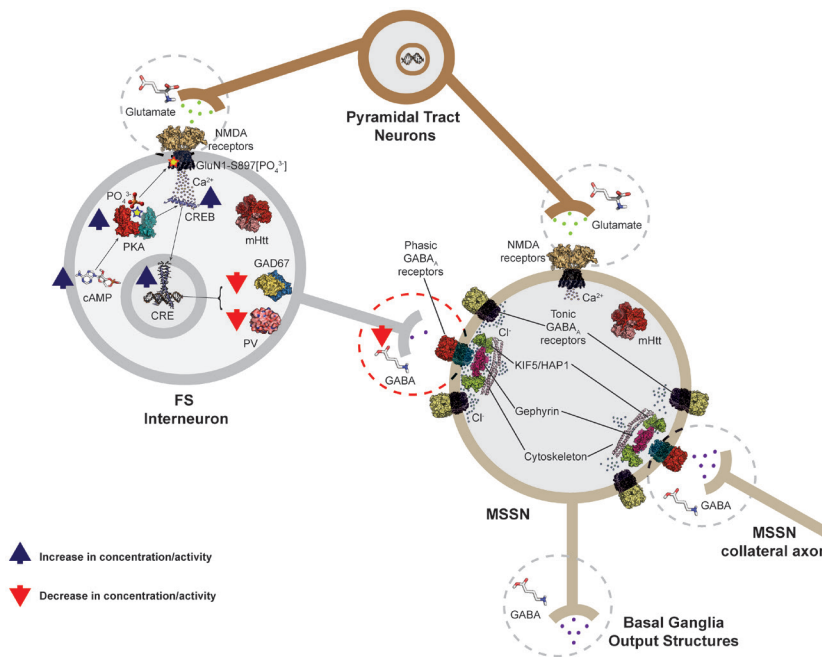 Pyramidal Tract
Neurons
Glutamate
NMDA
receptors
GluN1-S897[PO₄³⁻]
Ca²⁺
PO₄³⁻
CREB
PKA
mHtt
cAMP
CRE
GAD67
PV
FS
Interneuron
GABA
Phasic
GABA_A
receptors
Glutamate
NMDA
receptors
Ca²⁺
Cl⁻
Tonic
GABA_A
receptors
mHtt
KIF5/HAP1
Gephyrin
Cl⁻
Cytoskeleton
MSSN
GABA
MSSN
collateral axon
GABA
Basal Ganglia
Output Structures
Increase in concentration/activity
Decrease in concentration/activity